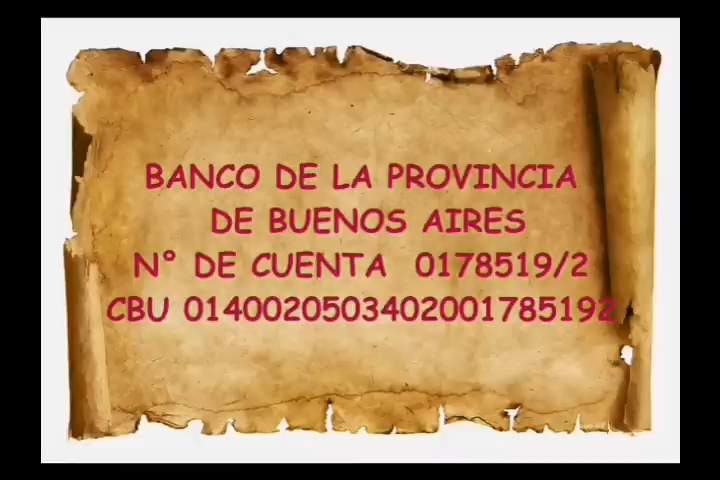 BANCO DE LA PROVINCIA
DE BUENOS AIRES
N° DE CUENTA 0178519/2
CBU 0140020503402001785192